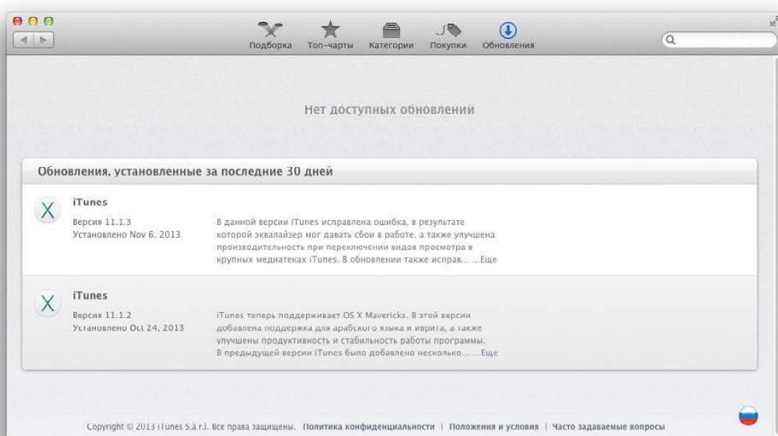 Подборка Топ-чарты Категории Покупки Обновления
Нет доступных обновлений
Обновления, установленные за последние 30 дней
iTunes
Версия 11.1.3
Установлено Nov 6, 2013
В данной версии iTunes исправлена ошибка, в результате
которой эквалайзер мог давать сбои в работе, а также улучшена
производительность при переключении видов просмотра в
крупных медиатеках iTunes. В обновлении также исправ... ...Еще
iTunes
Версия 11.1.2
Установлено Oct 24, 2013
iTunes теперь поддерживает OS X Mavericks. В этой версии
добавлена поддержка для арабского языка и иврита, а также
улучшены продуктивность и стабильность работы программы.
В предыдущей версии iTunes было добавлено несколько... ...Еще
Copyright © 2013 iTunes S.à r.l. Все права защищены. Политика конфиденциальности | Положения и условия | Часто задаваемые вопросы